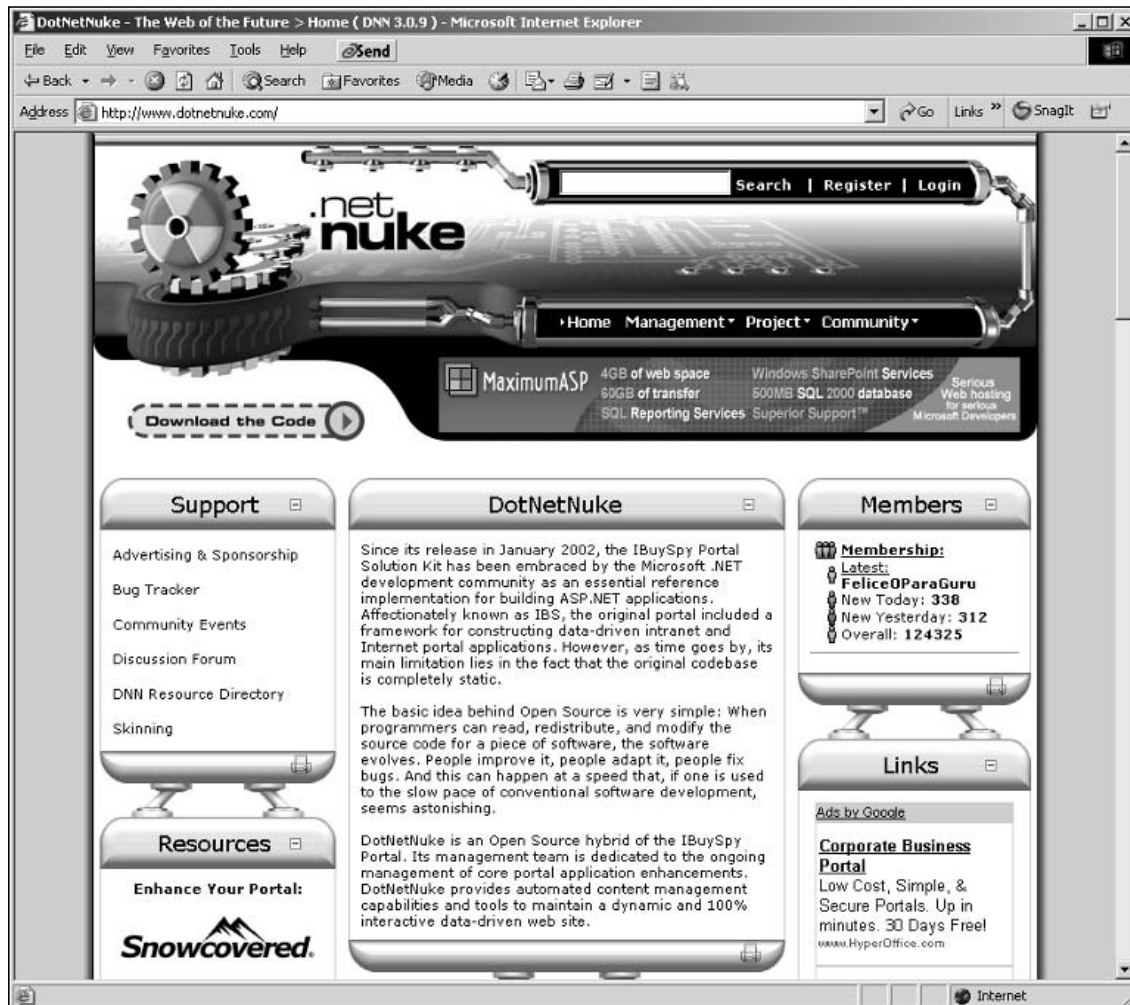 DotNetNuke - The Web of the Future > Home ( DNN 3.0.9 ) - Microsoft Internet Explorer
File Edit View Favorites Tools Help Send
Back Search Favorites Media
Address http://www.dotnetnuke.com/ Go Links » SnagIt
Search | Register | Login
.net
nuke
Home Management Project Community
MaximumASP
4GB of web space
60GB of transfer
SQL Reporting Services
Windows SharePoint Services
500MB SQL 2000 database
Superior Support™
Serious
Web hosting
for serious
Microsoft Developers
Download the Code
Support
Advertising & Sponsorship
Bug Tracker
Community Events
Discussion Forum
DNN Resource Directory
Skinning
Resources
Enhance Your Portal:
Snowcovered.
DotNetNuke
Since its release in January 2002, the IBuySpy Portal
Solution Kit has been embraced by the Microsoft .NET
development community as an essential reference
implementation for building ASP.NET applications.
Affectionately known as IBS, the original portal included a
framework for constructing data-driven intranet and
Internet portal applications. However, as time goes by, its
main limitation lies in the fact that the original codebase
is completely static.
The basic idea behind Open Source is very simple: When
programmers can read, redistribute, and modify the
source code for a piece of software, the software
evolves. People improve it, people adapt it, people fix
bugs. And this can happen at a speed that, if one is used
to the slow pace of conventional software development,
seems astonishing.
DotNetNuke is an Open Source hybrid of the IBuySpy
Portal. Its management team is dedicated to the ongoing
management of core portal application enhancements.
DotNetNuke provides automated content management
capabilities and tools to maintain a dynamic and 100%
interactive data-driven web site.
Members
Membership:
Latest:
FeliceOParaGuru
New Today: 338
New Yesterday: 312
Overall: 124325
Links
Ads by Google
Corporate Business
Portal
Low Cost, Simple, &
Secure Portals. Up in
minutes. 30 Days Free!
www.HyperOffice.com
Internet